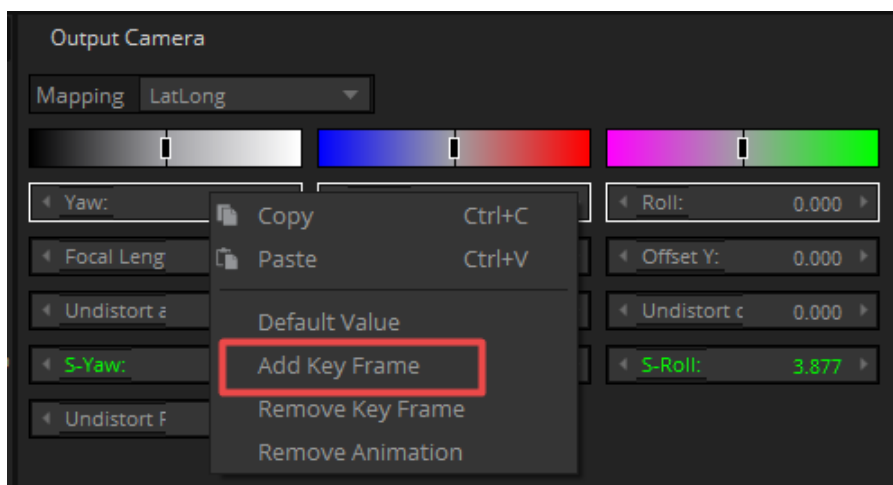 Output Camera
Mapping LatLong
Yaw: Roll: 0.000
Copy Ctrl+C
Focal Leng Offset Y: 0.000
Paste Ctrl+V
Undistort a Undistort c 0.000
Default Value
S-Yaw: S-Roll: 3.877
Add Key Frame
Undistort F
Remove Key Frame
Remove Animation